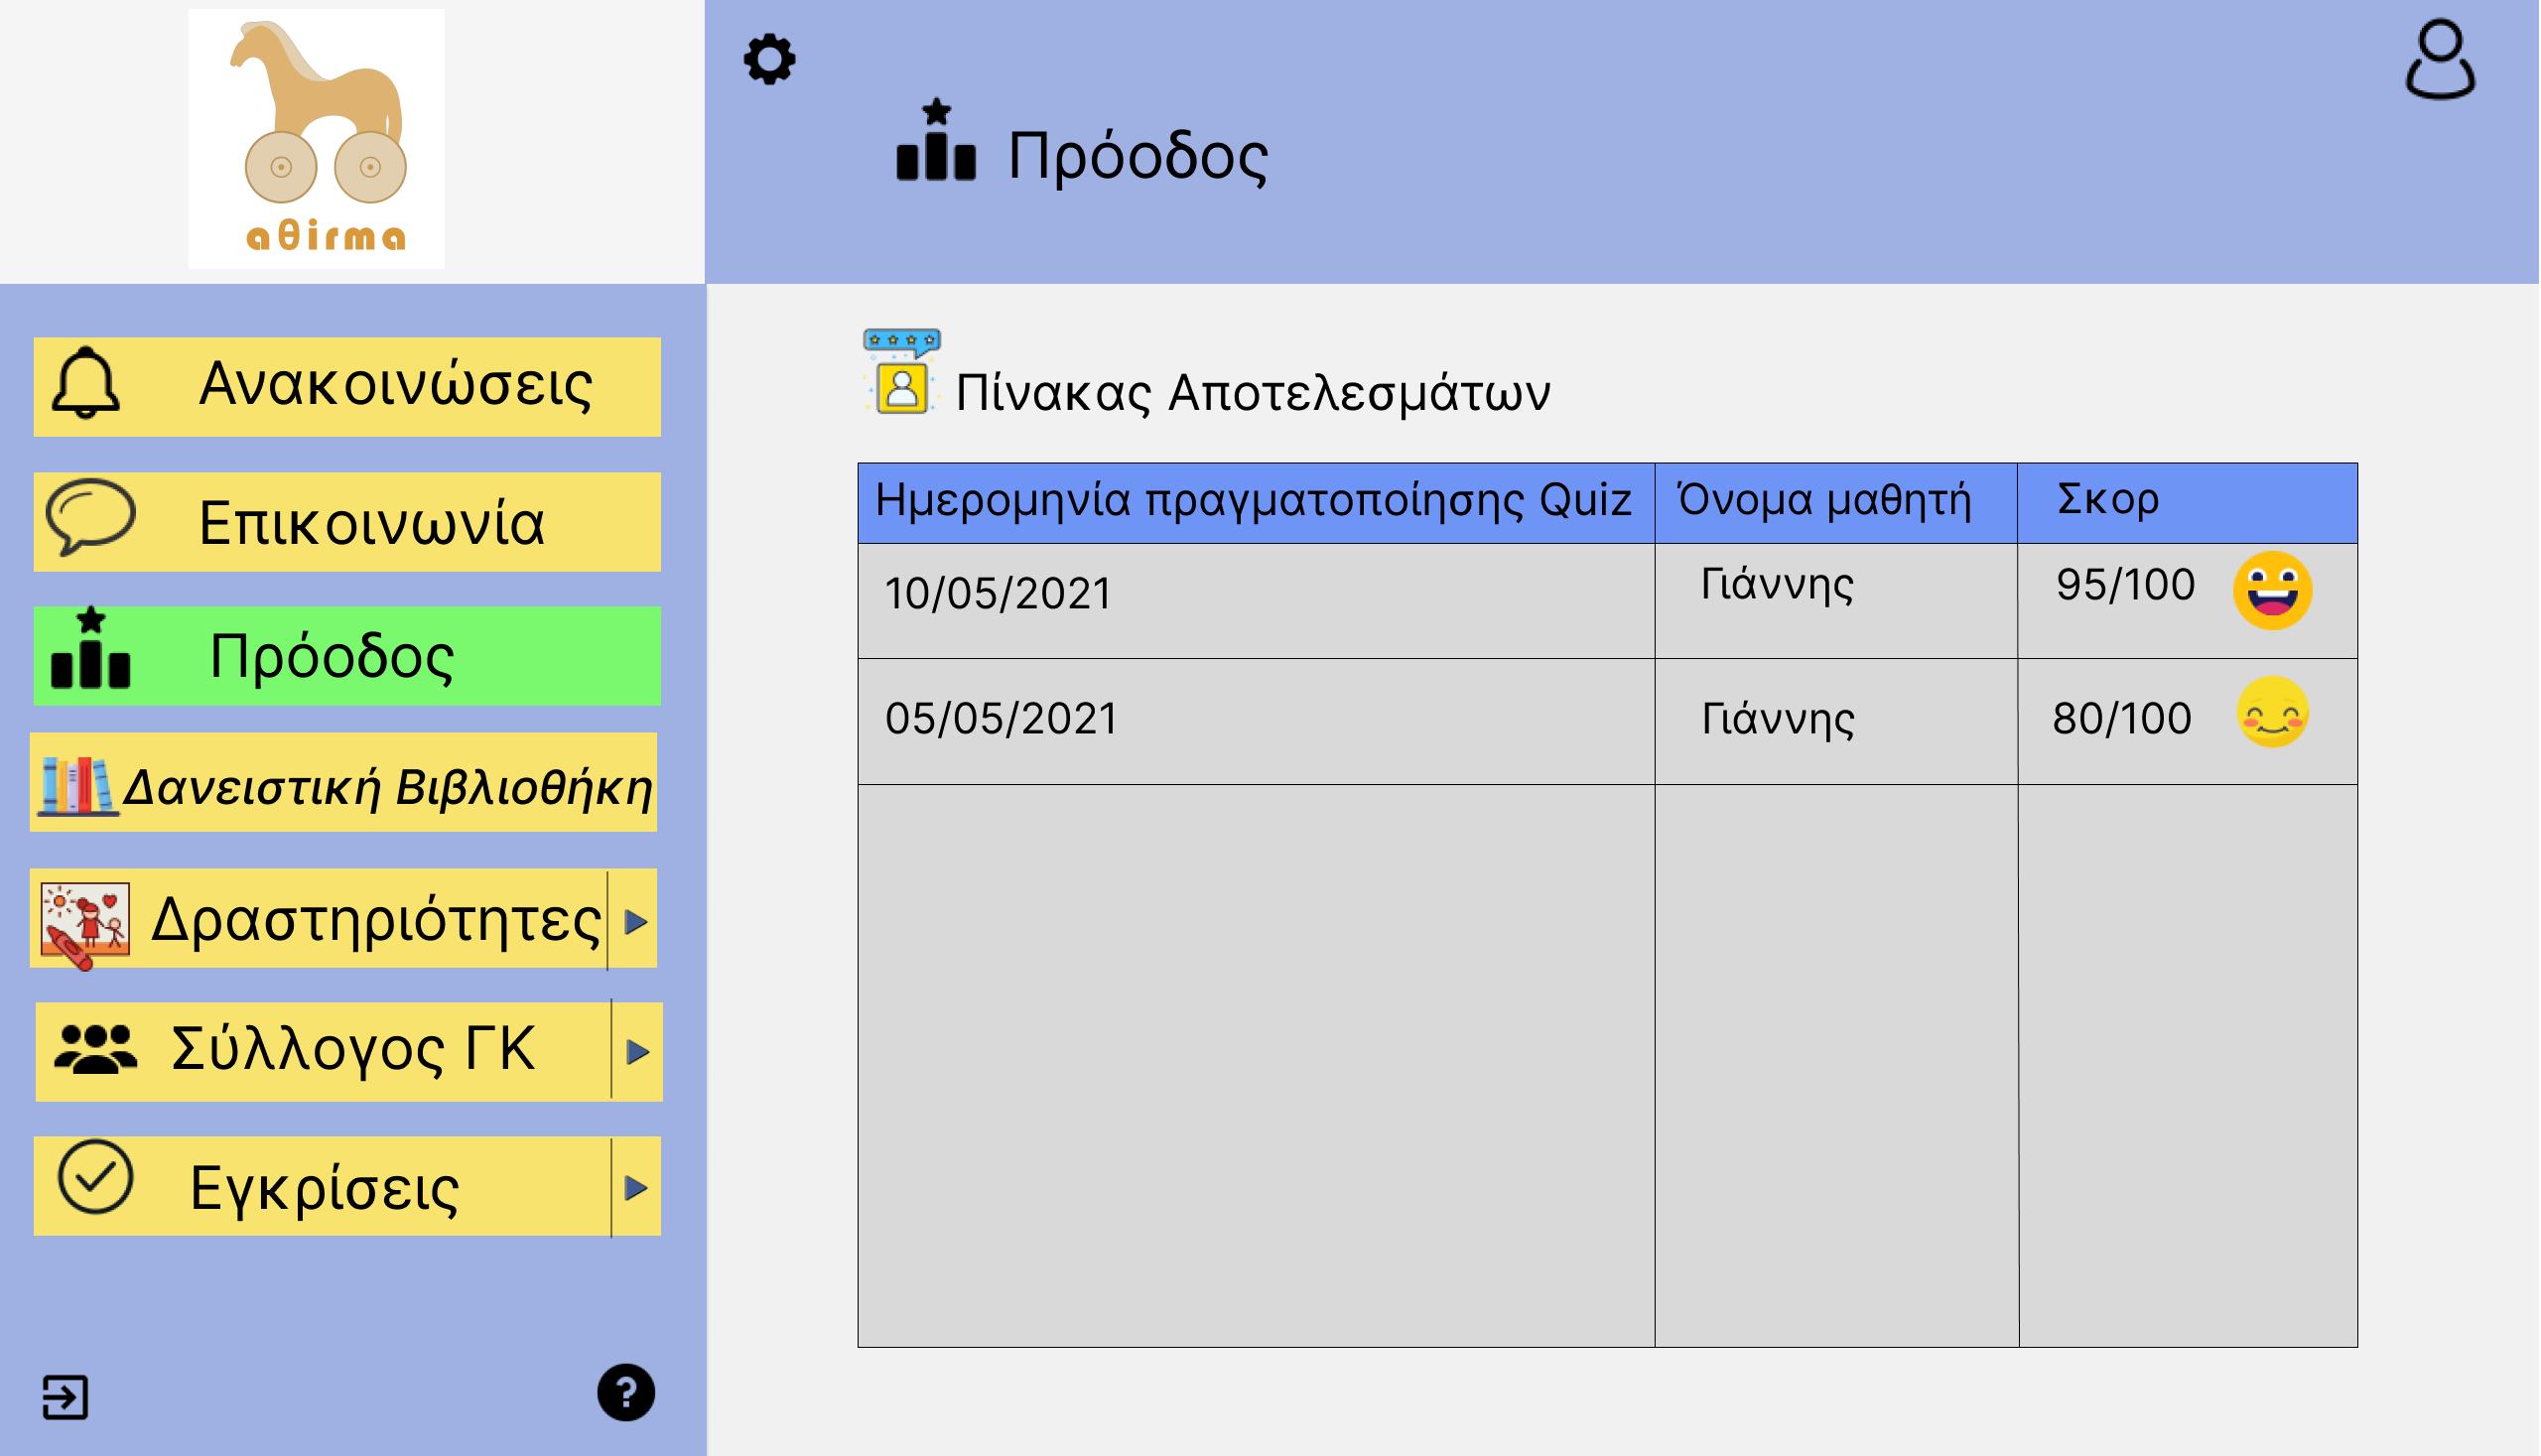 aθirma
Πρόοδος
Ανακοινώσεις
Επικοινωνία
Πρόοδος
Δανειστική Βιβλιοθήκη
Δραστηριότητες
Σύλλογος ΓΚ
Εγκρίσεις
?
Πίνακας Αποτελεσμάτων
Ημερομηνία πραγματοποίησης Quiz Όνομα μαθητή Σκορ
10/05/2021 Γιάννης 95/100
05/05/2021 Γιάννης 80/100